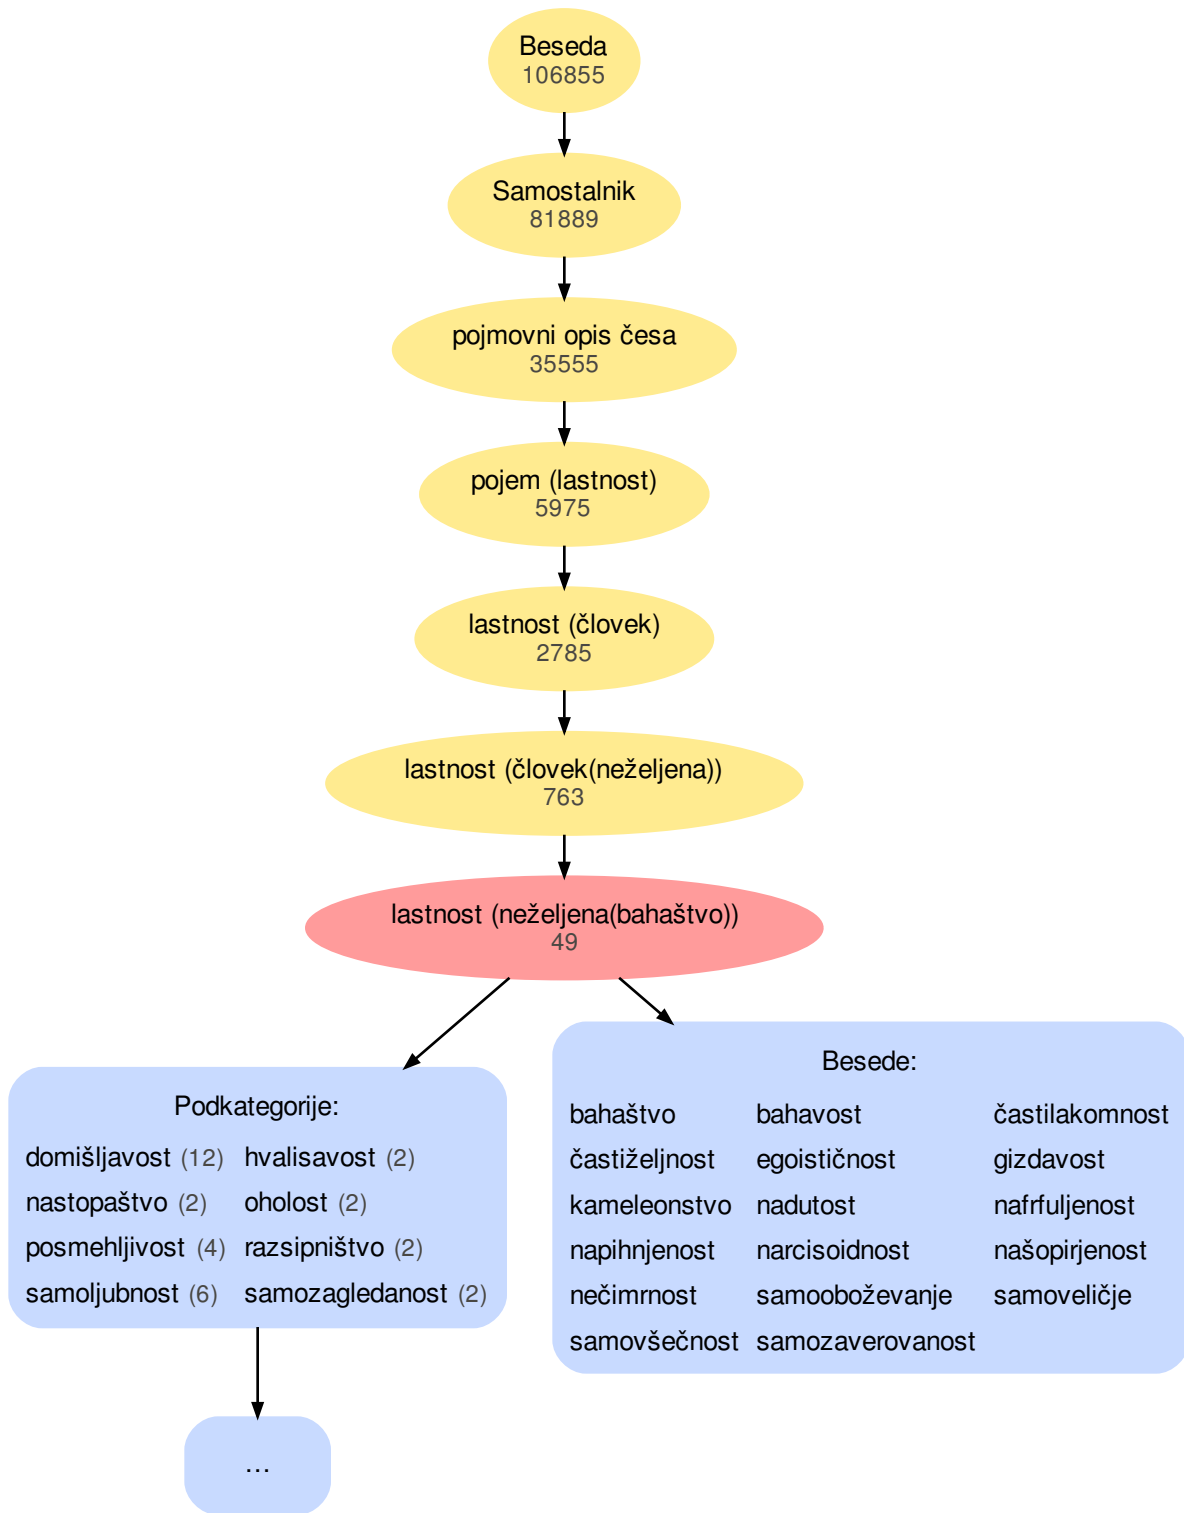 Beseda
106855
Samostalnik
81889
pojmovni opis česa
35555
pojem (lastnost)
5975
lastnost (človek)
2785
lastnost (človek(neželjena))
763
lastnost (neželjena(bahaštvo))
49
Podkategorije:
domišljavost (12) hvalisavost (2)
nastopaštvo (2) oholost (2)
posmehljivost (4) razsipništvo (2)
samoljubnost (6) samozagledanost (2)
...
Besede:
bahaštvo bahavost častilakomnost
častiželjnost egoističnost gizdavost
kameleonstvo nadutost nafrfuljenost
napihnjenost narcisoidnost našopirjenost
nečimrnost samooboževanje samoveličje
samovšečnost samozaverovanost